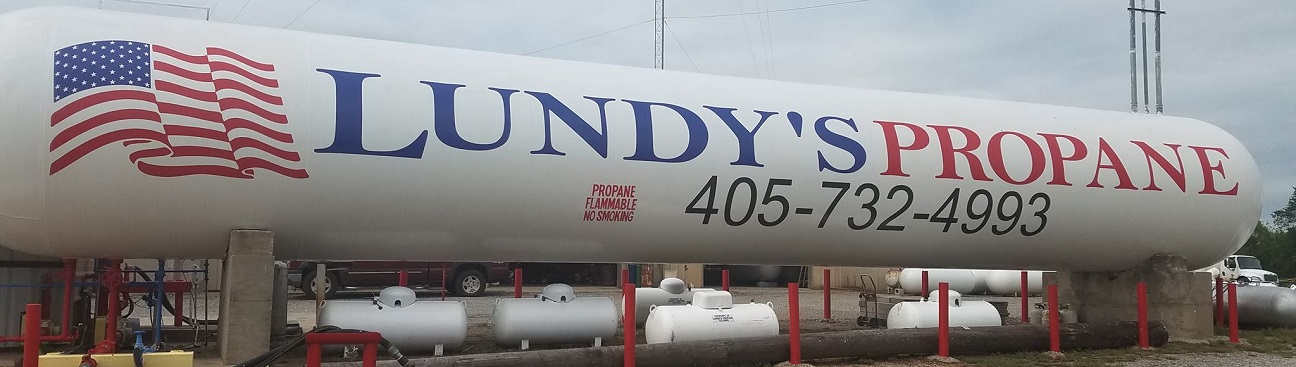 LUNDY'S PROPANE
405-732-4993
PROPANE
FLAMMABLE
NO SMOKING